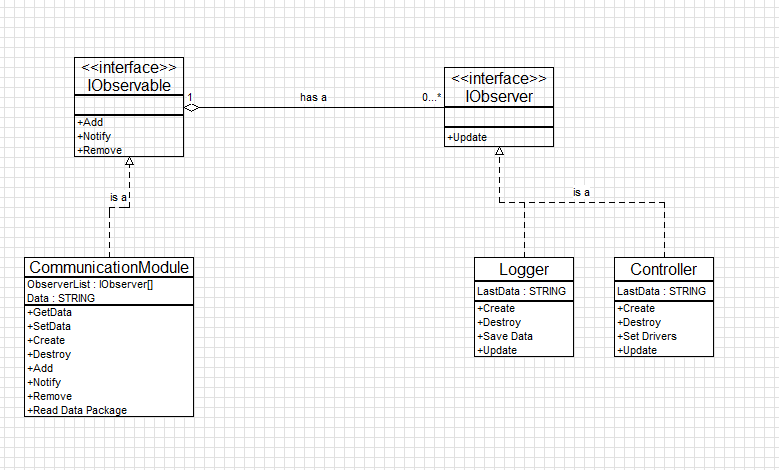 <<interface>>
IObservable
+Add
+Notify
+Remove
1
has a
0...*
<<interface>>
IObserver
+Update
is a
is a
CommunicationModule
ObserverList : IObserver[]
Data : STRING
+GetData
+SetData
+Create
+Destroy
+Add
+Notify
+Remove
+Read Data Package
Logger
LastData : STRING
+Create
+Destroy
+Save Data
+Update
Controller
LastData : STRING
+Create
+Destroy
+Set Drivers
+Update